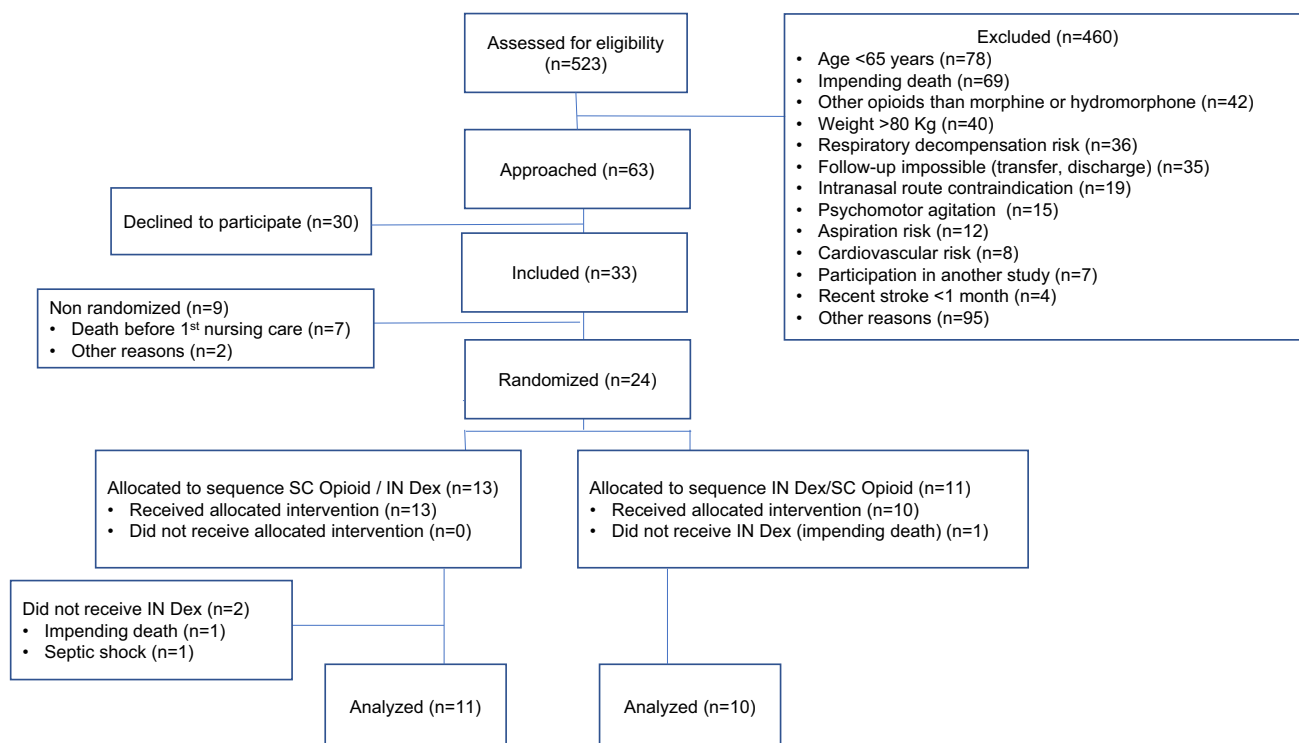 Assessed for eligibility
(n=523)
Excluded (n=460)
• Age <65 years (n=78)
• Impending death (n=69)
• Other opioids than morphine or hydromorphone (n=42)
• Weight >80 Kg (n=40)
• Respiratory decompensation risk (n=36)
• Follow-up impossible (transfer, discharge) (n=35)
• Intranasal route contraindication (n=19)
• Psychomotor agitation (n=15)
• Aspiration risk (n=12)
• Cardiovascular risk (n=8)
• Participation in another study (n=7)
• Recent stroke <1 month (n=4)
• Other reasons (n=95)
Approached (n=63)
Declined to participate (n=30)
Included (n=33)
Non randomized (n=9)
• Death before 1st nursing care (n=7)
• Other reasons (n=2)
Randomized (n=24)
Allocated to sequence SC Opioid / IN Dex (n=13)
• Received allocated intervention (n=13)
• Did not receive allocated intervention (n=0)
Allocated to sequence IN Dex/SC Opioid (n=11)
• Received allocated intervention (n=10)
• Did not receive IN Dex (impending death) (n=1)
Did not receive IN Dex (n=2)
• Impending death (n=1)
• Septic shock (n=1)
Analyzed (n=11)
Analyzed (n=10)